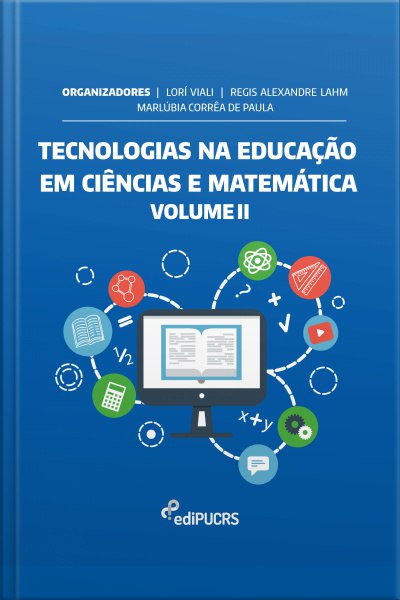 ORGANIZADORES | LORÍ VIALI | REGIS ALEXANDRE LAHM
MARLÚBIA CORRÊA DE PAULA
TECNOLOGIAS NA EDUCAÇÃO
EM CIÊNCIAS E MATEMÁTICA
VOLUME II
?
+
=
√
√2
x+y
ediPUCRS